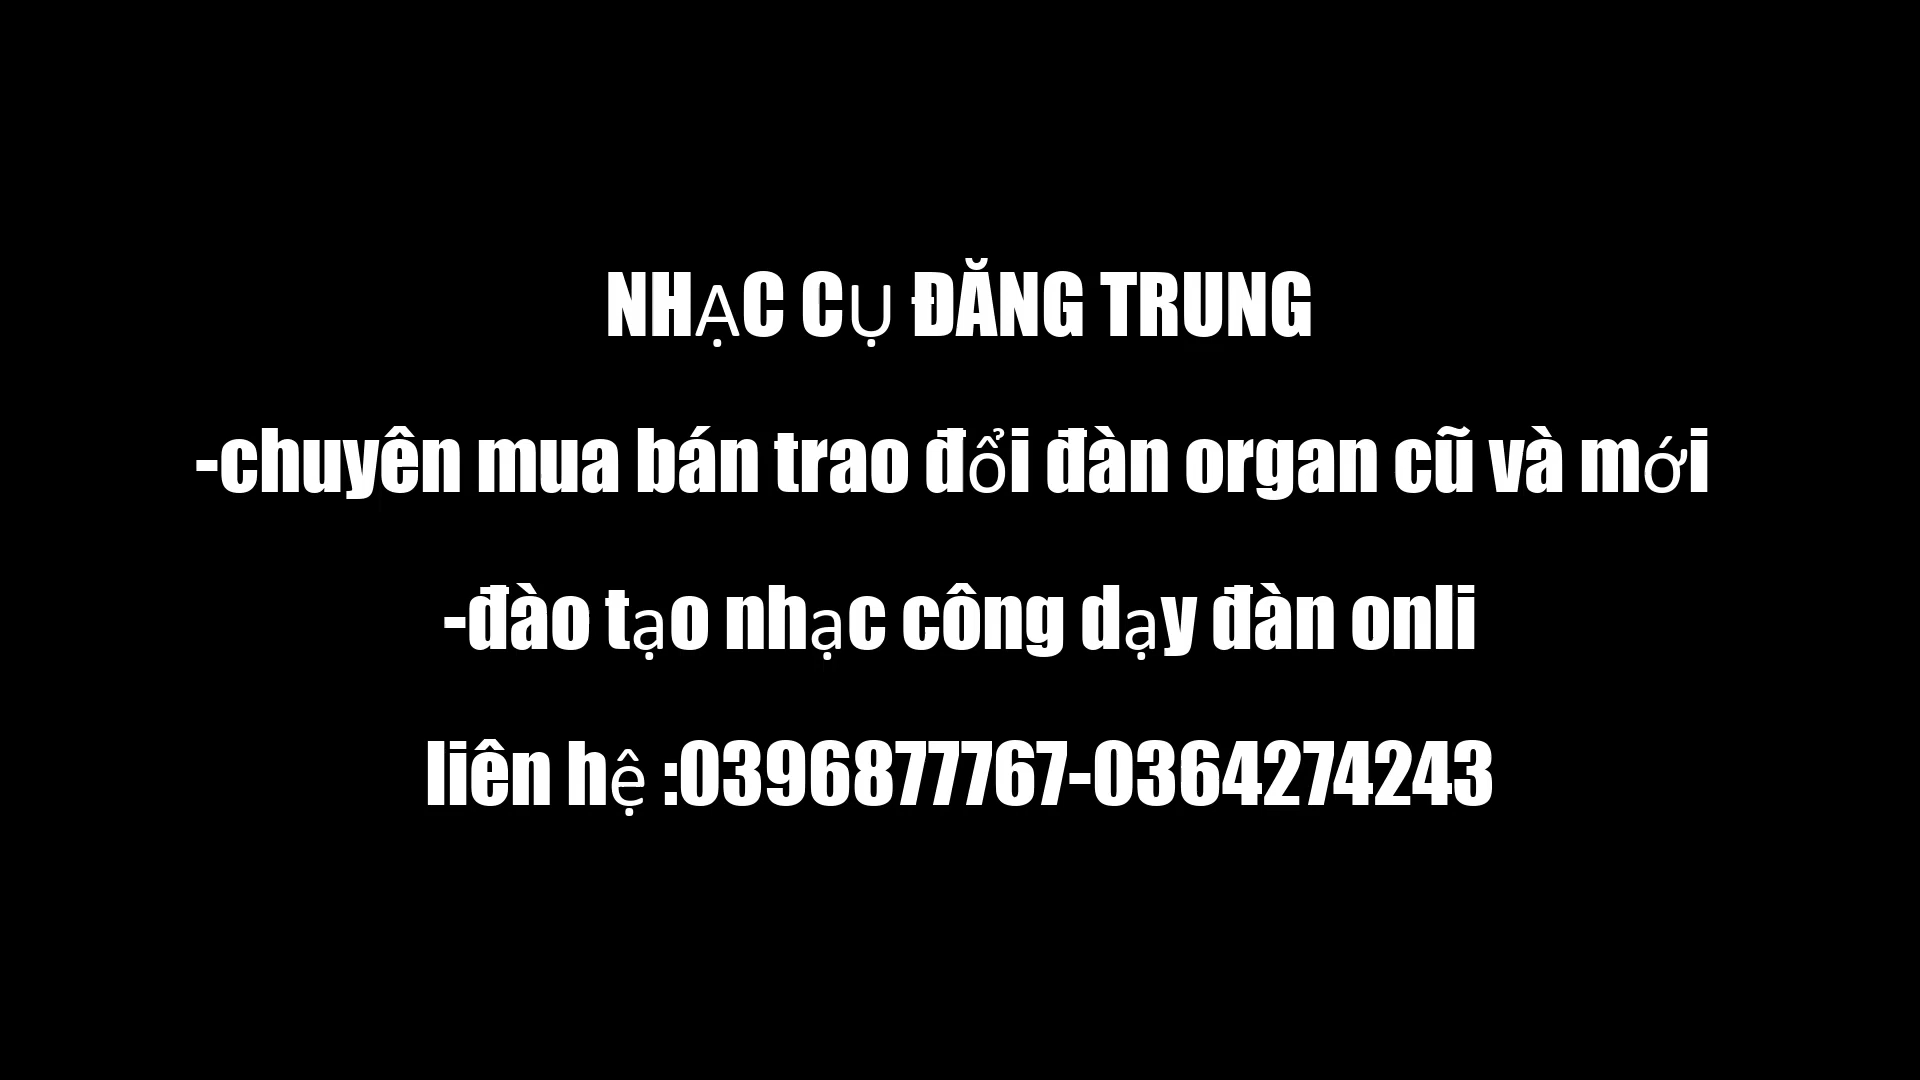 NHẠC CỤ ĐĂNG TRUNG
-chuyên mua bán trao đổi đàn organ cũ và mới
-đào tạo nhạc công dạy đàn onli
liên hệ :0396877767-0364274243